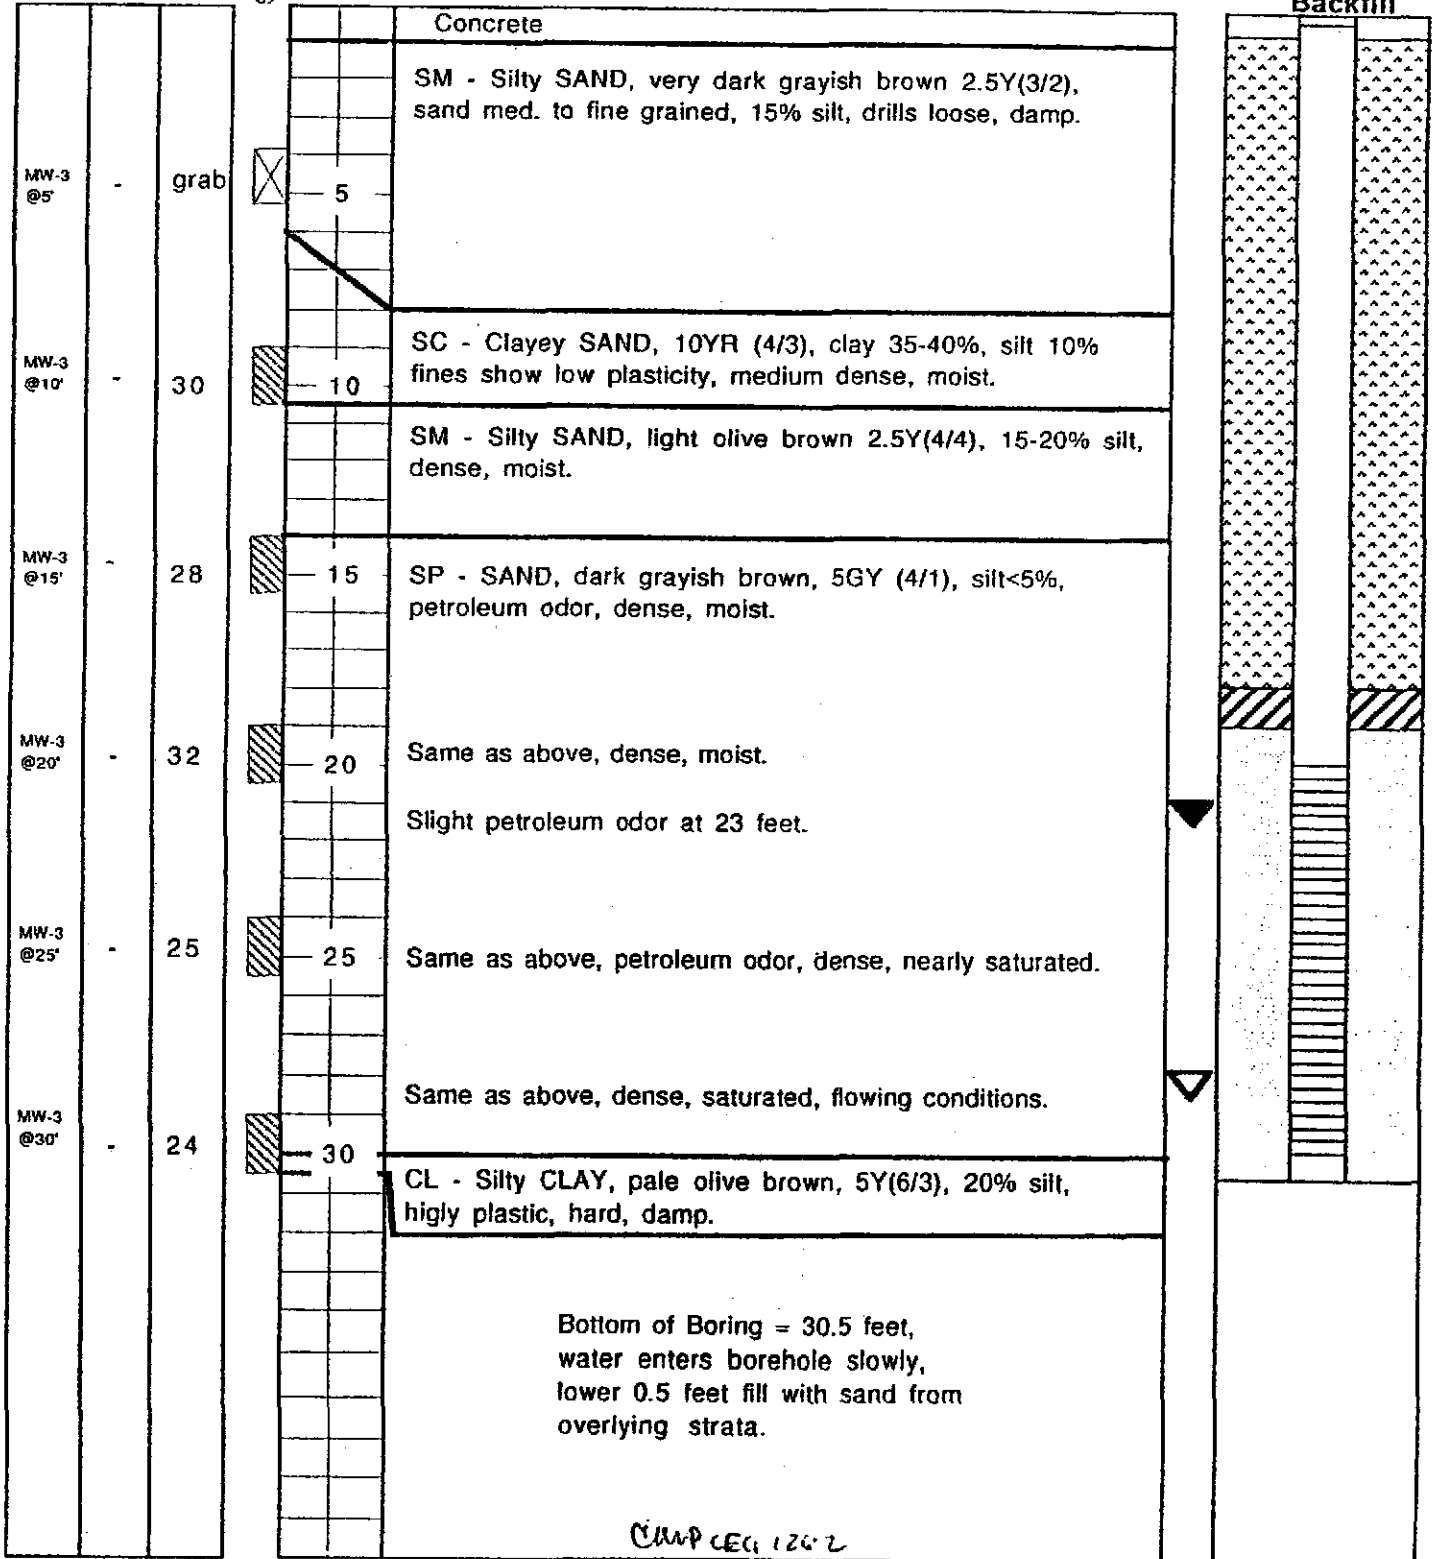 Backfill
Concrete
SM - Silty SAND, very dark grayish brown 2.5Y(3/2),
sand med. to fine grained, 15% silt, drills loose, damp.
MW-3
@5'
-
grab
5
SC - Clayey SAND, 10YR (4/3), clay 35-40%, silt 10%
fines show low plasticity, medium dense, moist.
MW-3
@10'
-
30
10
SM - Silty SAND, light olive brown 2.5Y(4/4), 15-20% silt,
dense, moist.
MW-3
@15'
-
28
15
SP - SAND, dark grayish brown, 5GY (4/1), silt<5%,
petroleum odor, dense, moist.
MW-3
@20'
-
32
20
Same as above, dense, moist.
Slight petroleum odor at 23 feet.
MW-3
@25'
-
25
25
Same as above, petroleum odor, dense, nearly saturated.
Same as above, dense, saturated, flowing conditions.
MW-3
@30'
-
24
30
CL - Silty CLAY, pale olive brown, 5Y(6/3), 20% silt,
higly plastic, hard, damp.
Bottom of Boring = 30.5 feet,
water enters borehole slowly,
lower 0.5 feet fill with sand from
overlying strata.
CEG 1262